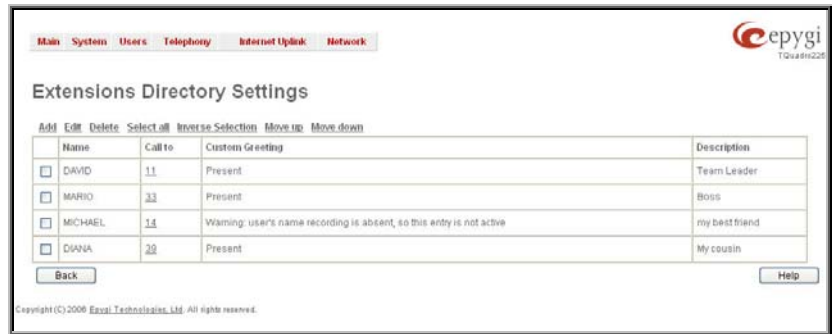 Main System Users Telephony Internet Uplink Network
epygi
TQuadro226
Extensions Directory Settings
Add Edit Delete Select all Inverse Selection Move up Move down
Name Call to Custom Greeting Description
DAVID 11 Present Team Leader
MARIO 33 Present Boss
MICHAEL 14 Warning: user's name recording is absent, so this entry is not active my best friend
DIANA 39 Present My cousin
Back Help
Copyright (C) 2006 Epygi Technologies, Ltd. All rights reserved.